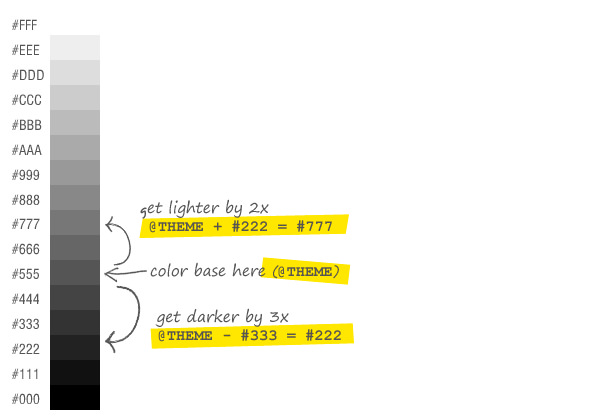 #FFF
#EEE
#DDD
#CCC
#BBB
#AAA
#999
#888
#777
#666
#555
#444
#333
#222
#111
#000
get lighter by 2x
@THEME + #222 = #777
color base here (@THEME)
get darker by 3x
@THEME - #333 = #222